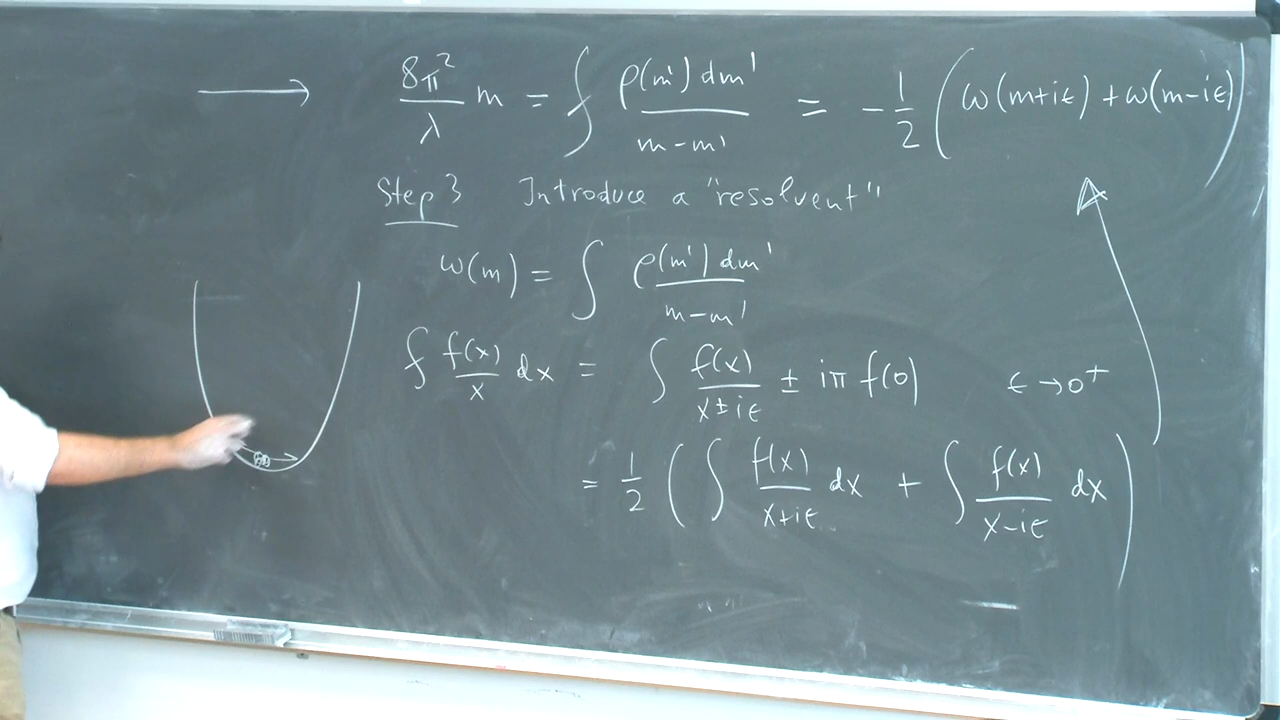 ⟶ 8π²/λ m = ⨍ ρ(m')dm'/(m-m') = -1/2 (ω(m+iϵ)+ω(m-iϵ))
Step 3 Introduce a "resolvent"
ω(m) = ∫ ρ(m')dm'/(m-m')
⨍ f(x)/x dx = ∫ f(x)/(x±iϵ) ± iπ f(0) ϵ→0⁺
= 1/2 (∫ f(x)/(x+iϵ) dx + ∫ f(x)/(x-iϵ) dx)